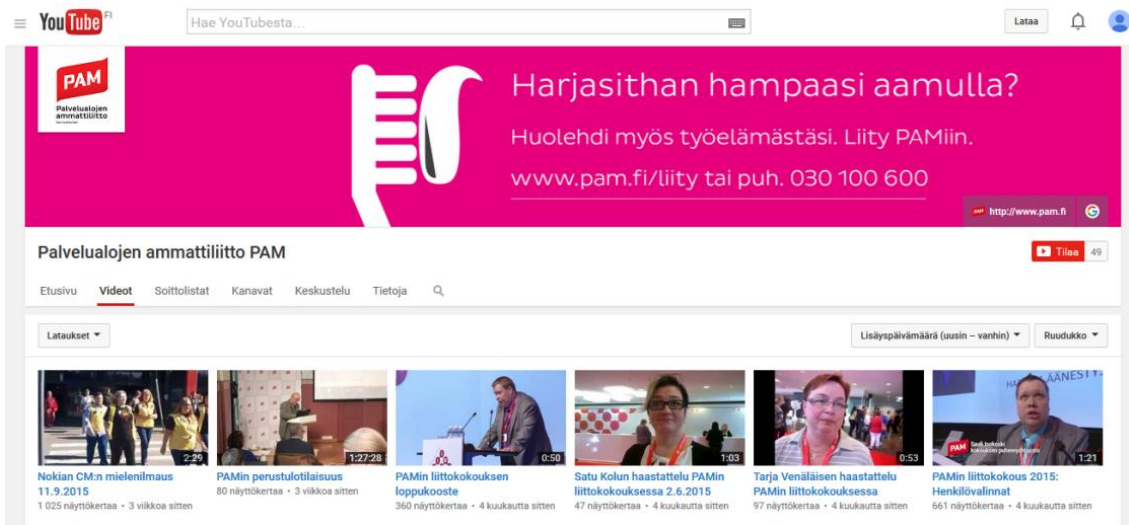 YouTube FI
Hae YouTubesta...
Lataa
PAM
Palvelualojen
ammattiliitto
Harjasithan hampaasi aamulla?
Huolehdi myös työelämästäsi. Liity PAMiin.
www.pam.fi/liity tai puh. 030 100 600
PAM http://www.pam.fi G
Palvelualojen ammattiliitto PAM
Tilaa 49
Etusivu Videot Soittolistat Kanavat Keskustelu Tietoja
Lataukset
Lisäyspäivämäärä (uusin – vanhin)
Ruudukko
2:29
Nokian CM:n mielenilmaus
11.9.2015
1 025 näyttökertaa • 3 viikkoa sitten
1:27:28
PAMin perustulotilaisuus
80 näyttökertaa • 3 viikkoa sitten
0:50
PAMin liittokokouksen
loppukooste
360 näyttökertaa • 4 kuukautta sitten
1:03
Satu Kolun haastattelu PAMin
liittokokouksessa 2.6.2015
47 näyttökertaa • 4 kuukautta sitten
0:53
Tarja Venäläisen haastattelu
PAMin liittokokouksessa
97 näyttökertaa • 4 kuukautta sitten
PAM
Sauli Isokoski
1:21
PAMin liittokokous 2015:
Henkilövalinnat
661 näyttökertaa • 4 kuukautta sitten